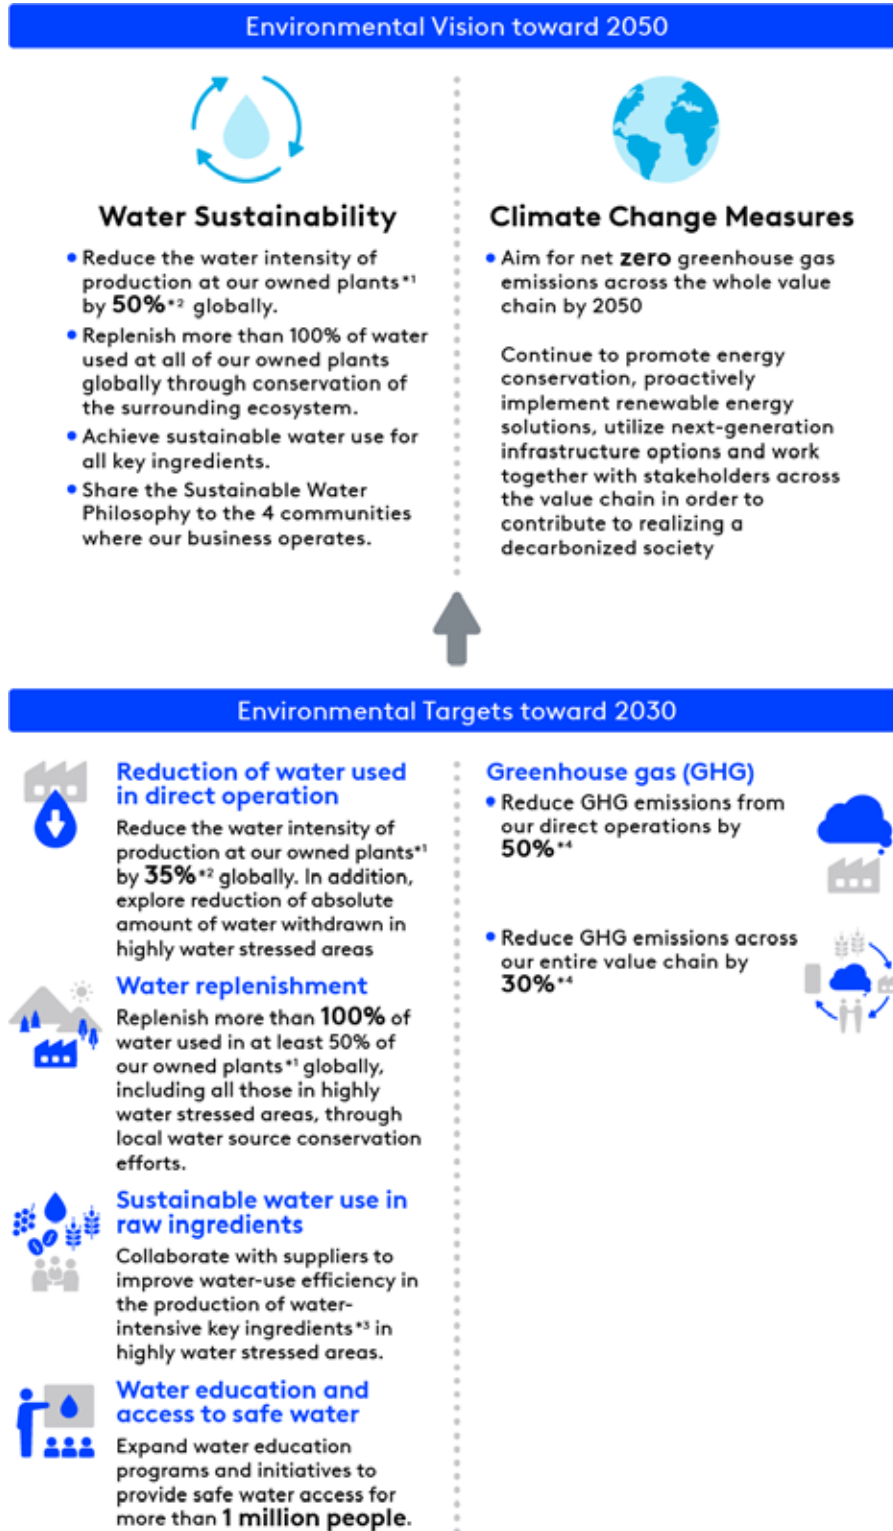 Environmental Vision toward 2050
Water Sustainability
• Reduce the water intensity of
production at our owned plants*1
by 50%*2 globally.
• Replenish more than 100% of water
used at all of our owned plants
globally through conservation of
the surrounding ecosystem.
• Achieve sustainable water use for
all key ingredients.
• Share the Sustainable Water
Philosophy to the 4 communities
where our business operates.
Climate Change Measures
• Aim for net zero greenhouse gas
emissions across the whole value
chain by 2050
Continue to promote energy
conservation, proactively
implement renewable energy
solutions, utilize next-generation
infrastructure options and work
together with stakeholders across
the value chain in order to
contribute to realizing a
decarbonized society
Environmental Targets toward 2030
Reduction of water used
in direct operation
Reduce the water intensity of
production at our owned plants*1
by 35%*2 globally. In addition,
explore reduction of absolute
amount of water withdrawn in
highly water stressed areas
Water replenishment
Replenish more than 100% of
water used in at least 50% of
our owned plants*1 globally,
including all those in highly
water stressed areas, through
local water source conservation
efforts.
Sustainable water use in
raw ingredients
Collaborate with suppliers to
improve water-use efficiency in
the production of water-
intensive key ingredients*3 in
highly water stressed areas.
Water education and
access to safe water
Expand water education
programs and initiatives to
provide safe water access for
more than 1 million people.
Greenhouse gas (GHG)
• Reduce GHG emissions from
our direct operations by
50%*4
• Reduce GHG emissions across
our entire value chain by
30%*4